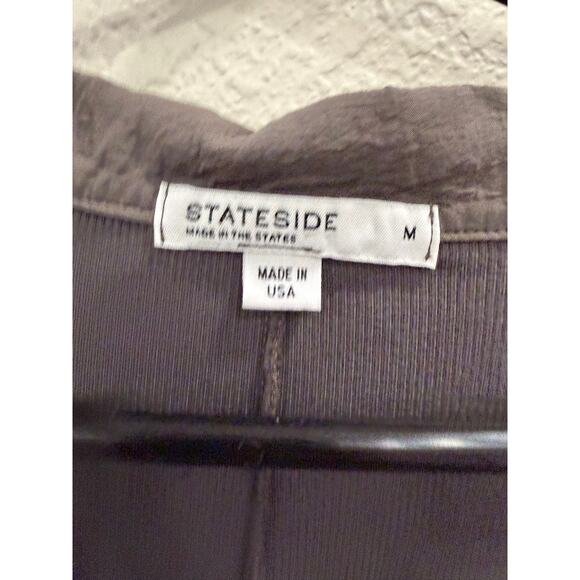 STATESIDE
MADE IN THE STATES
M
MADE IN
USA